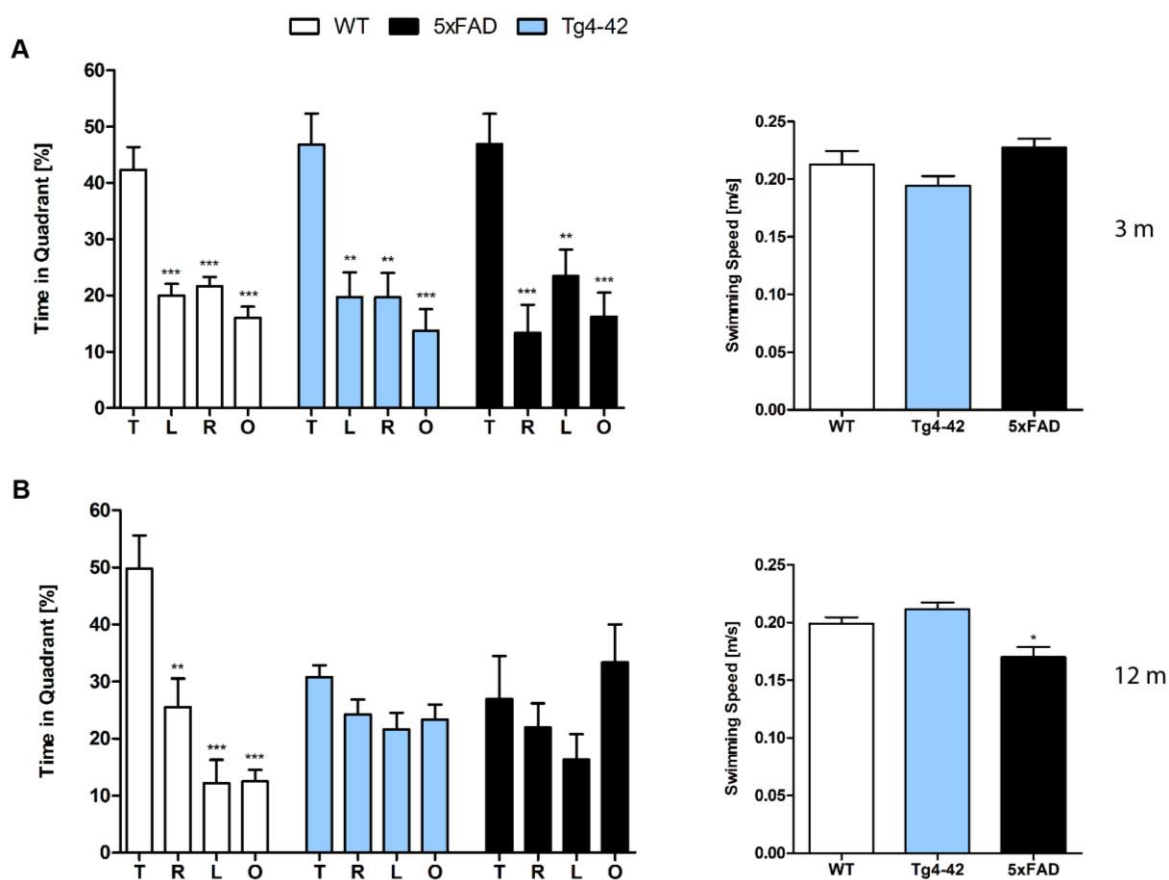 WT 5xFAD Tg4-42
A
Time in Quadrant [%]
60
50
40
30
20
10
0
*** *** ***
** ** ***
*** ** ***
T L R O T L R O T R L O
Swimming Speed [m/s]
0.25
0.20
0.15
0.10
0.05
0.00
WT Tg4-42 5xFAD
3 m
B
Time in Quadrant [%]
60
50
40
30
20
10
0
** *** ***
T R L O T R L O T R L O
Swimming Speed [m/s]
0.25
0.20
0.15
0.10
0.05
0.00
*
WT Tg4-42 5xFAD
12 m